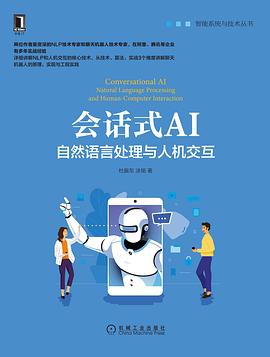 智能系统与技术丛书
两位作者是资深的NLP技术专家和聊天机器人技术专家，在阿里、腾讯等企业
有多年实战经验
详细讲解NLP和人机交互的核心技术，从技术、算法、实战3个维度讲解聊天
机器人的原理、实现与工程实践
Conversational AI
Natural Language Processing
and Human-Computer Interaction
会话式AI
自然语言处理与人机交互
杜振东 涂铭 著
机械工业出版社